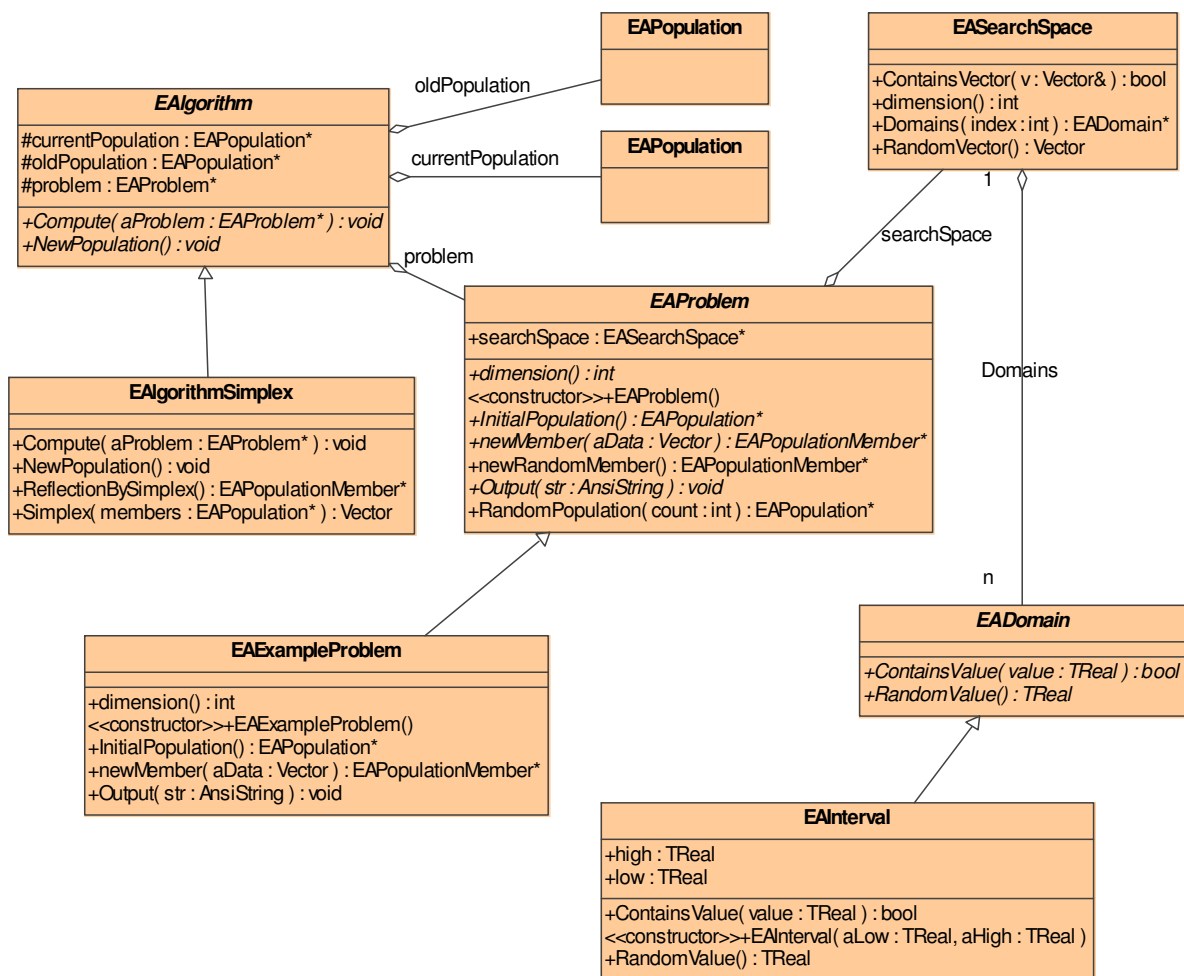 EAPopulation
EASearchSpace
+ContainsVector( v : Vector& ) : bool
+dimension() : int
+Domains( index : int ) : EADomain*
+RandomVector() : Vector
oldPopulation
EAlgorithm
#currentPopulation : EAPopulation*
#oldPopulation : EAPopulation*
#problem : EAProblem*
+Compute( aProblem : EAProblem* ) : void
+NewPopulation() : void
currentPopulation
EAPopulation
1
searchSpace
problem
EAProblem
+searchSpace : EASearchSpace*
+dimension() : int
<<constructor>>+EAProblem()
+InitialPopulation() : EAPopulation*
+newMember( aData : Vector ) : EAPopulationMember*
+newRandomMember() : EAPopulationMember*
+Output( str : AnsiString ) : void
+RandomPopulation( count : int ) : EAPopulation*
EAlgorithmSimplex
+Compute( aProblem : EAProblem* ) : void
+NewPopulation() : void
+ReflectionBySimplex() : EAPopulationMember*
+Simplex( members : EAPopulation* ) : Vector
Domains
n
EADomain
+ContainsValue( value : TReal ) : bool
+RandomValue() : TReal
EAExampleProblem
+dimension() : int
<<constructor>>+EAExampleProblem()
+InitialPopulation() : EAPopulation*
+newMember( aData : Vector ) : EAPopulationMember*
+Output( str : AnsiString ) : void
EAInterval
+high : TReal
+low : TReal
+ContainsValue( value : TReal ) : bool
<<constructor>>+EAInterval( aLow : TReal, aHigh : TReal )
+RandomValue() : TReal